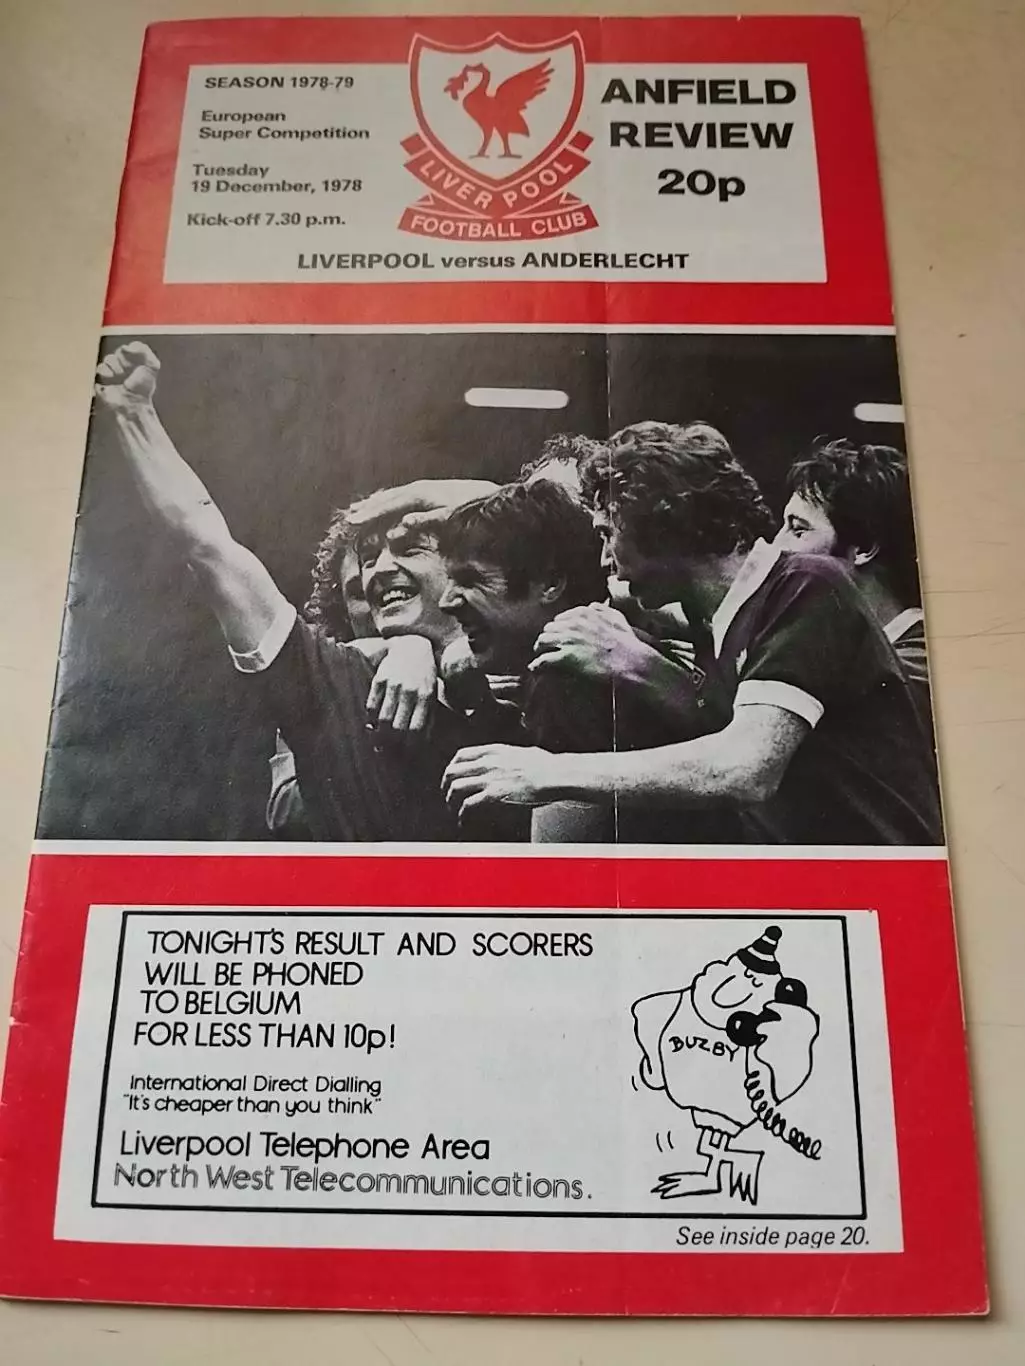 SEASON 1978-79
European
Super Competition
Tuesday
19 December, 1978
Kick-off 7.30 p.m.
LIVERPOOL
FOOTBALL CLUB
ANFIELD
REVIEW
20p
LIVERPOOL versus ANDERLECHT
TONIGHT'S RESULT AND SCORERS
WILL BE PHONED
TO BELGIUM
FOR LESS THAN 10p!
International Direct Dialling
"It's cheaper than you think"
Liverpool Telephone Area
North West Telecommunications.
BUZBY
See inside page 20.